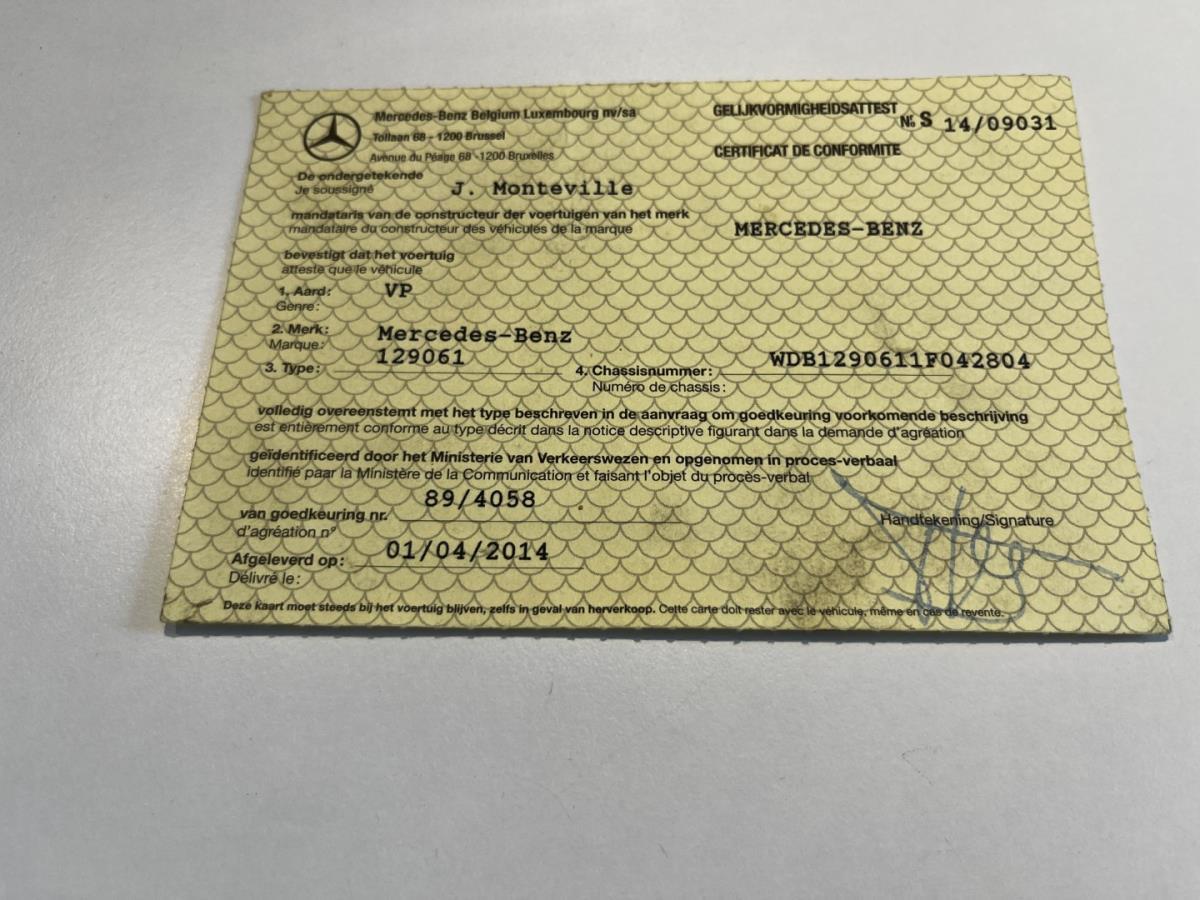 Mercedes-Benz Belgium Luxembourg nv/sa
Tollaan 68 - 1200 Brussel
Avenue du Péage 68 -1200 Bruxelles
GELIJKVORMIGHEIDSATTEST
Nº S 14/09031
CERTIFICAT DE CONFORMITE
De ondergetekende
Je soussigné J. Monteville
mandataris van de constructeur der voertuigen van het merk
mandataire du constructeur des véhicules de la marque MERCEDES-BENZ
bevestigt dat het voertuig
atteste que le véhicule
1. Aard: VP
Genre:
2. Merk: Mercedes-Benz
Marque:
3. Type: 129061
4. Chassisnummer: WDB1290611F042804
Numéro de chassis:
volledig overeenstemt met het type beschreven in de aanvraag om goedkeuring voorkomende beschrijving
est entièrement conforme au type décrit dans la notice descriptive figurant dans la demande d'agréation
geïdentificeerd door het Ministerie van Verkeerswezen en opgenomen in proces-verbaal
identifié paar la Ministère de la Communication et faisant l'objet du procès-verbal
van goedkeuring nr. 89/4058
d'agréation nº
Handtekening/Signature
Afgeleverd op: 01/04/2014
Délivré le:
Deze kaart moet steeds bij het voertuig blijven, zelfs in geval van herverkoop. Cette carte doit rester avec le véhicule, même en cas de revente.